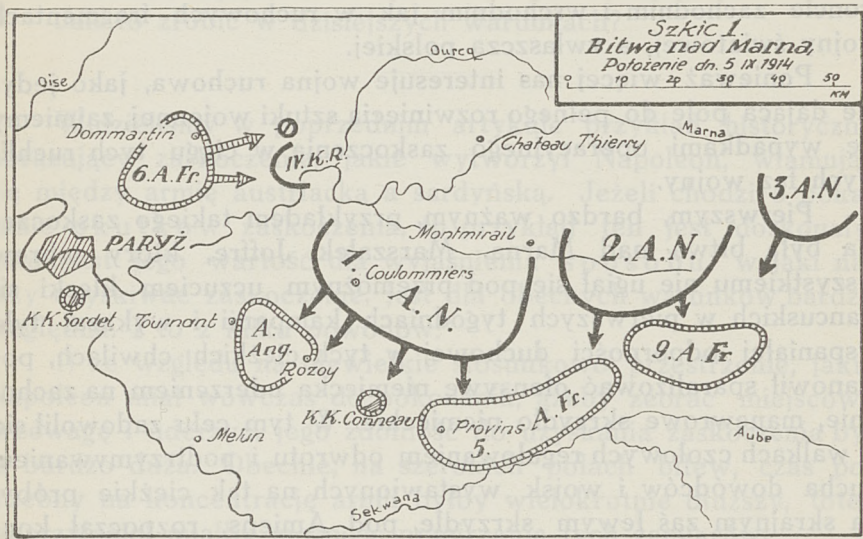 Szkic 1.
Bitwa nad Marną,
Położenie dn. 5 IX 1914
0 10 20 30 40 50
KM
Oise
Ourcq
Marna
Dommartin
6. A. Fr.
IV. K. R.
Chateau Thierry
3. A. N.
PARYŻ
Montmirail
2. A. N.
Coulommiers
1. A. N.
K. K. Sordet
Tournant
A.
Ang.
Rozoy
9. A. Fr
K. K. Conneau
Provins
5. A. Fr.
Melun
Aube
Sekwana